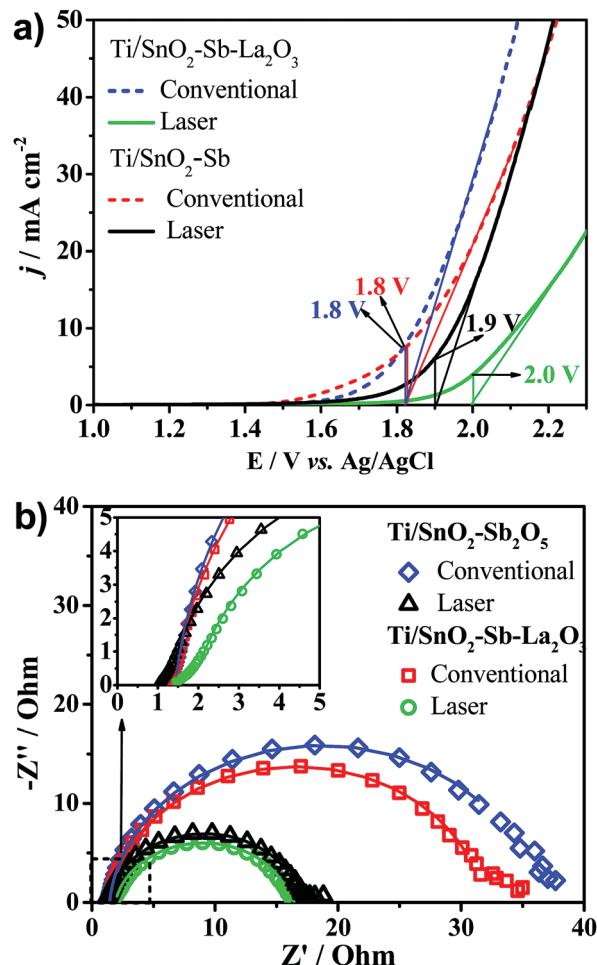 a)
Ti/SnO₂-Sb-La₂O₃
Conventional
Laser
Ti/SnO₂-Sb
Conventional
Laser
j / mA cm⁻²
50
40
30
20
10
0
1.8 V
1.8 V
1.9 V
2.0 V
1.0 1.2 1.4 1.6 1.8 2.0 2.2
E / V vs. Ag/AgCl
b)
Ti/SnO₂-Sb₂O₅
Conventional
Laser
Ti/SnO₂-Sb-La₂O₃
Conventional
Laser
-Z'' / Ohm
40
35
30
25
20
15
10
5
0
5
4
3
2
1
0
0 1 2 3 4 5
0 10 20 30 40
Z' / Ohm